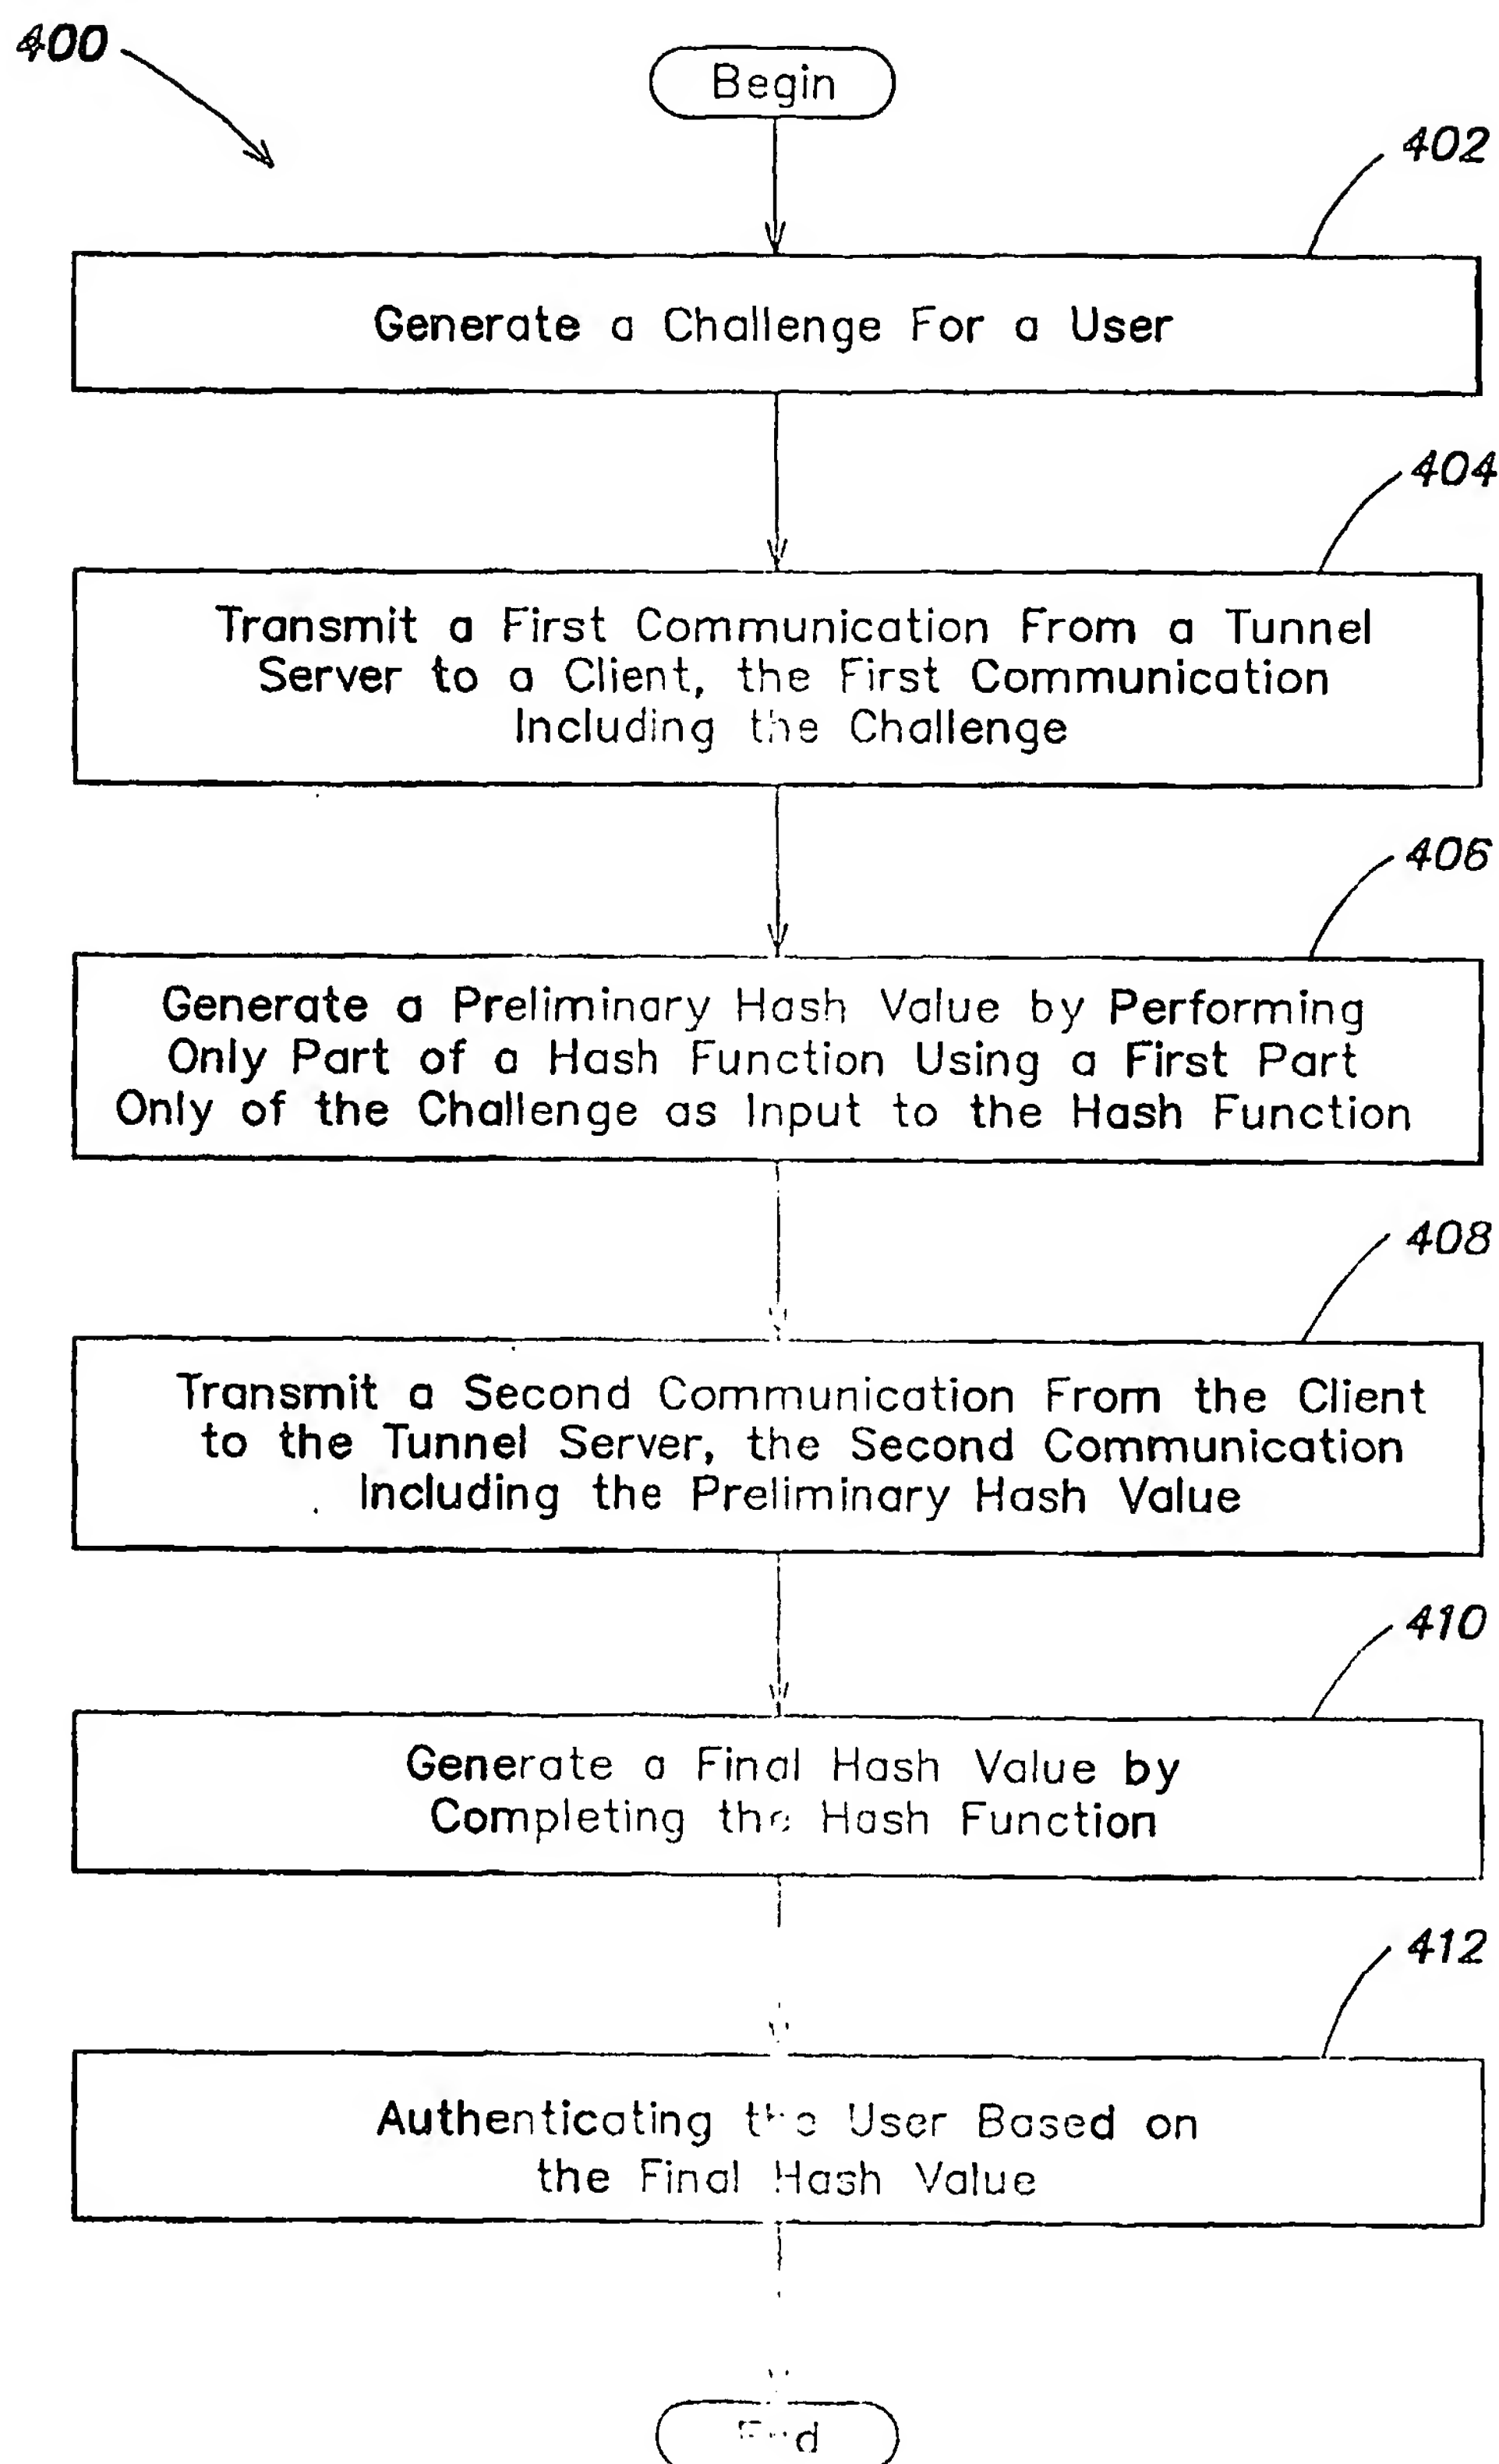 400
Begin
402
Generate a Challenge For a User
404
Transmit a First Communication From a Tunnel
Server to a Client, the First Communication
Including the Challenge
406
Generate a Preliminary Hash Value by Performing
Only Part of a Hash Function Using a First Part
Only of the Challenge as Input to the Hash Function
408
Transmit a Second Communication From the Client
to the Tunnel Server, the Second Communication
Including the Preliminary Hash Value
410
Generate a Final Hash Value by
Completing the Hash Function
412
Authenticating the User Based on
the Final Hash Value
End